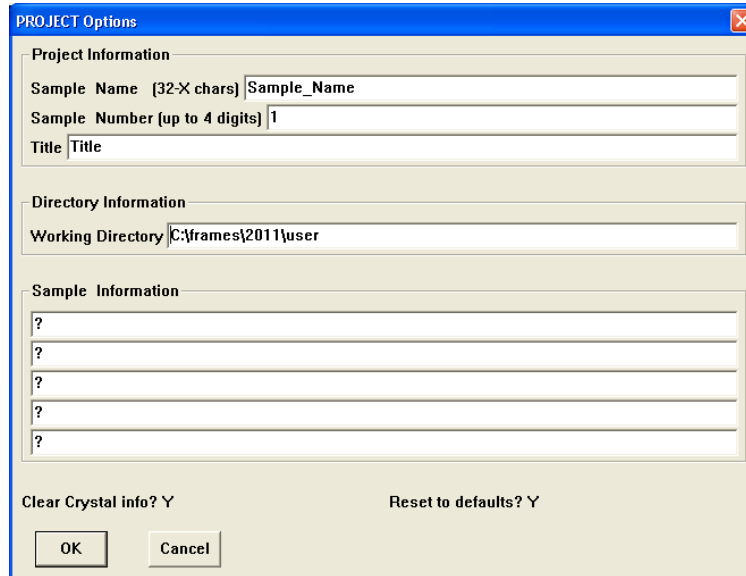 PROJECT Options
Project Information
Sample Name (32-X chars) Sample_Name
Sample Number (up to 4 digits) 1
Title Title
Directory Information
Working Directory C:\frames\2011\user
Sample Information
?
?
?
?
?
Clear Crystal info? Y Reset to defaults? Y
OK Cancel